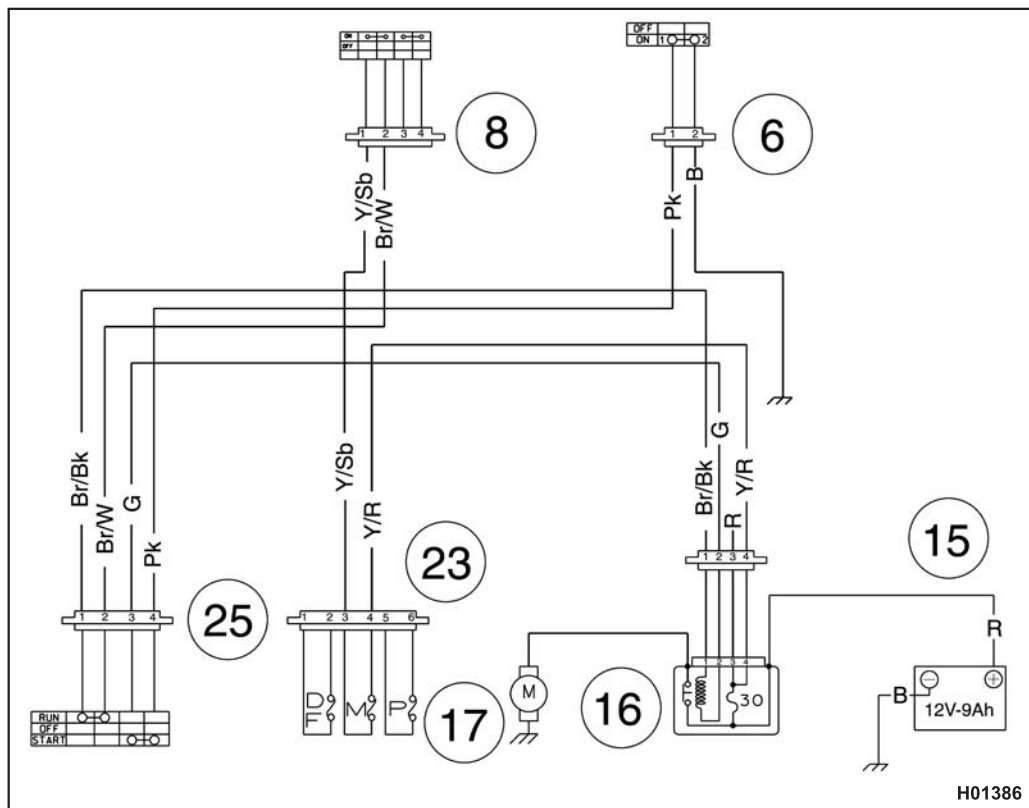 ON
OFF
1 2 3 4
8
OFF
ON 1 2
1 2
6
Y/Sb
Br/W
Pk
B
Br/Bk
Br/W
G
Pk
Y/Sb
Y/R
Br/Bk
G
R
Y/R
1 2 3 4
15
R
23
1 2 3 4
25
1 2 3 4 5 6
RUN
OFF
START
D F
M
P
17
M
16
1 2 3 4
30
B
12V-9Ah
H01386